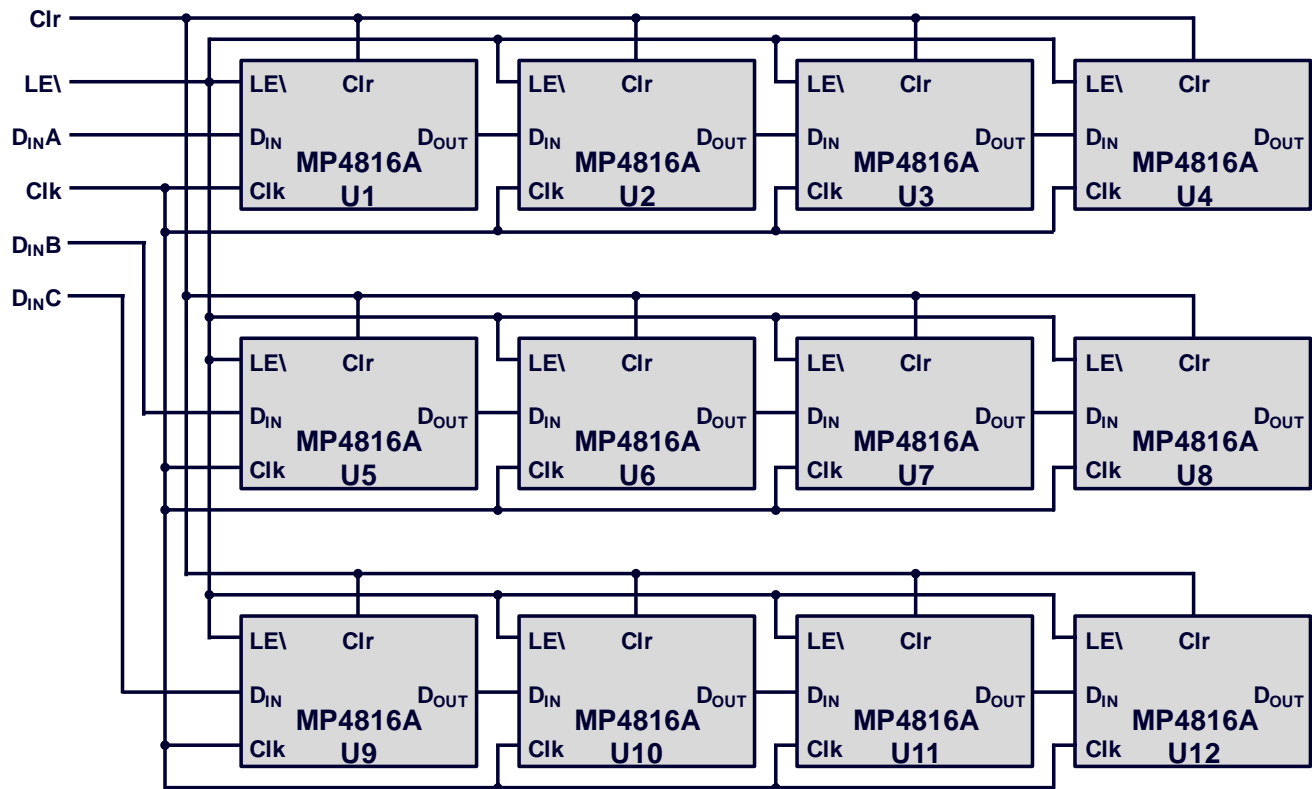 Clr
LE\
DINA
Clk
DINB
DINC
LE\ Clr
DIN DOUT
MP4816A
Clk U1
LE\ Clr
DIN DOUT
MP4816A
Clk U2
LE\ Clr
DIN DOUT
MP4816A
Clk U3
LE\ Clr
DIN DOUT
MP4816A
Clk U4
LE\ Clr
DIN DOUT
MP4816A
Clk U5
LE\ Clr
DIN DOUT
MP4816A
Clk U6
LE\ Clr
DIN DOUT
MP4816A
Clk U7
LE\ Clr
DIN DOUT
MP4816A
Clk U8
LE\ Clr
DIN DOUT
MP4816A
Clk U9
LE\ Clr
DIN DOUT
MP4816A
Clk U10
LE\ Clr
DIN DOUT
MP4816A
Clk U11
LE\ Clr
DIN DOUT
MP4816A
Clk U12